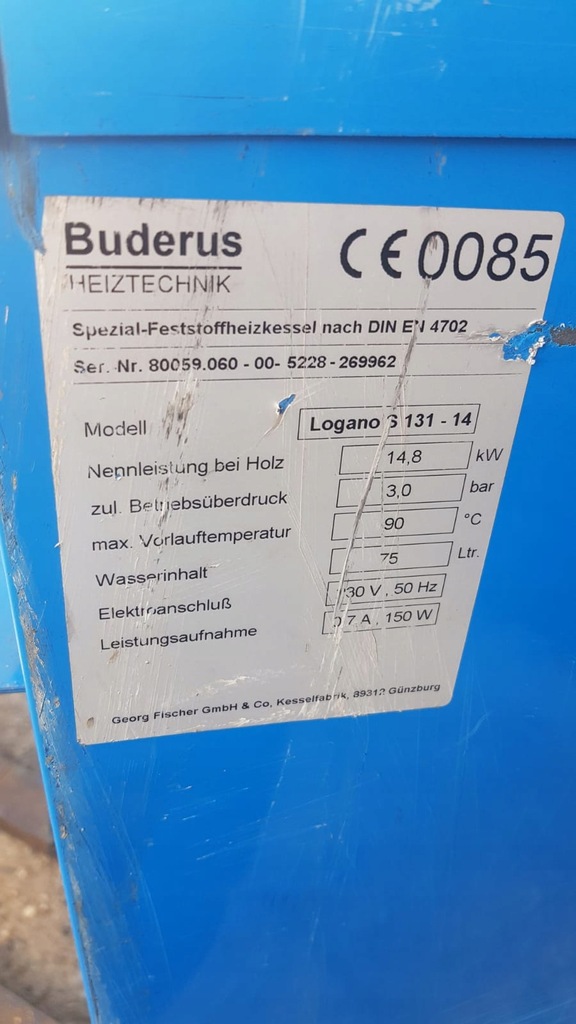 Buderus
HEIZTECHNIK
CE0085
Spezial-Feststoffheizkessel nach DIN EN 4702
Ser.-Nr. 80059.060 - 00- 5228 - 269962
Modell Logano S 131 - 14
Nennleistung bei Holz 14,8 kW
zul. Betriebsüberdruck 3,0 bar
max. Vorlauftemperatur 90 °C
Wasserinhalt 75 Ltr.
Elektroanschluß 230 V , 50 Hz
Leistungsaufnahme 0,7 A , 150 W
Georg Fischer GmbH & Co, Kesselfabrik, 89312 Günzburg